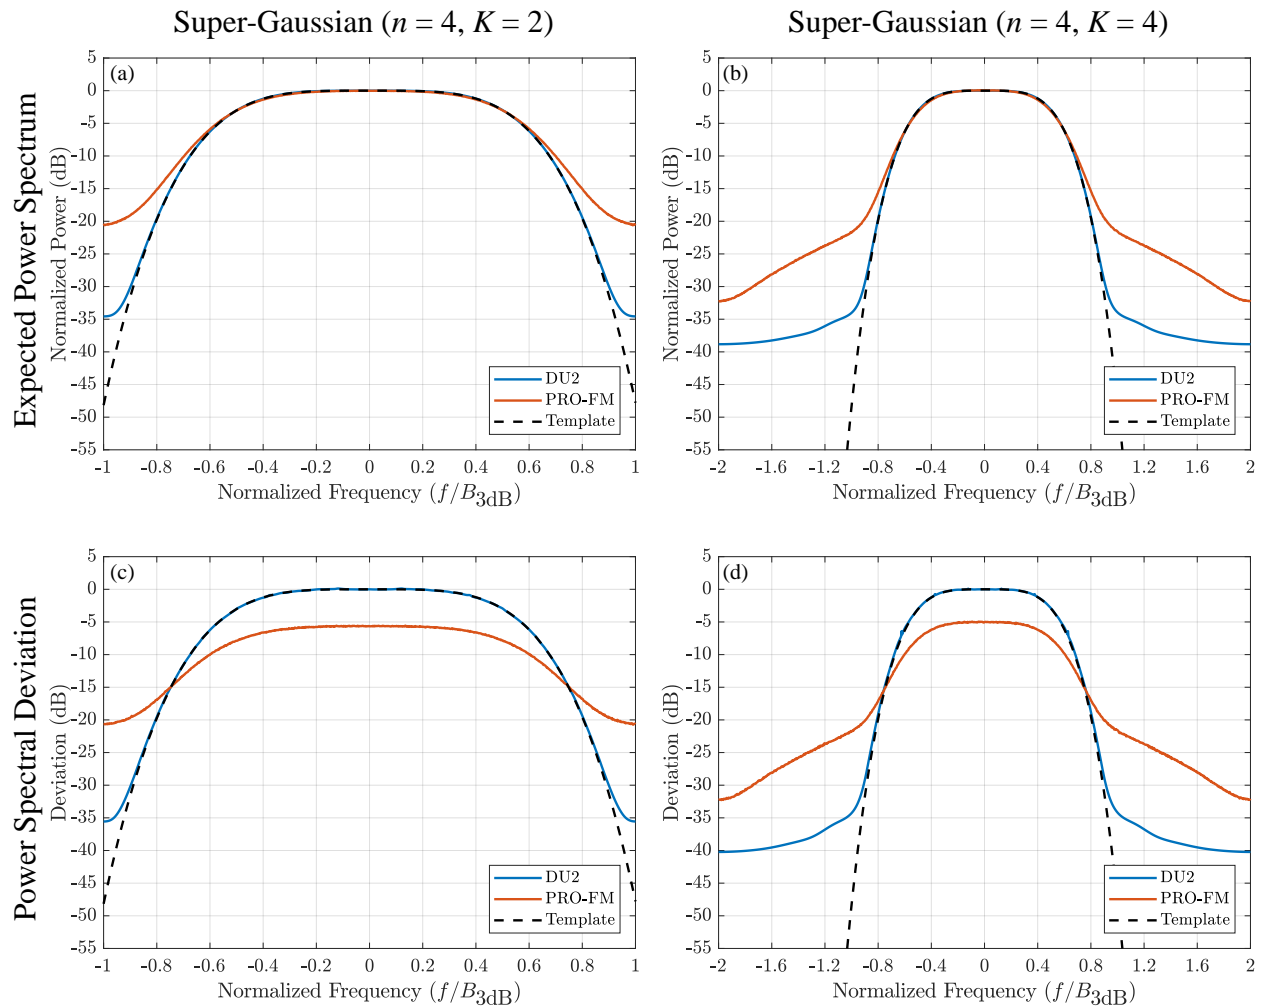 Super-Gaussian (n = 4, K = 2)
Super-Gaussian (n = 4, K = 4)
Expected Power Spectrum
(a)
Normalized Power (dB)
5
0
-5
-10
-15
-20
-25
-30
-35
-40
-45
-50
-55
DU2
PRO-FM
Template
-1 -0.8 -0.6 -0.4 -0.2 0 0.2 0.4 0.6 0.8 1
Normalized Frequency (f/B3dB)
(b)
Normalized Power (dB)
5
0
-5
-10
-15
-20
-25
-30
-35
-40
-45
-50
-55
DU2
PRO-FM
Template
-2 -1.6 -1.2 -0.8 -0.4 0 0.4 0.8 1.2 1.6 2
Normalized Frequency (f/B3dB)
Power Spectral Deviation
(c)
Deviation (dB)
5
0
-5
-10
-15
-20
-25
-30
-35
-40
-45
-50
-55
DU2
PRO-FM
Template
-1 -0.8 -0.6 -0.4 -0.2 0 0.2 0.4 0.6 0.8 1
Normalized Frequency (f/B3dB)
(d)
Deviation (dB)
5
0
-5
-10
-15
-20
-25
-30
-35
-40
-45
-50
-55
DU2
PRO-FM
Template
-2 -1.6 -1.2 -0.8 -0.4 0 0.4 0.8 1.2 1.6 2
Normalized Frequency (f/B3dB)